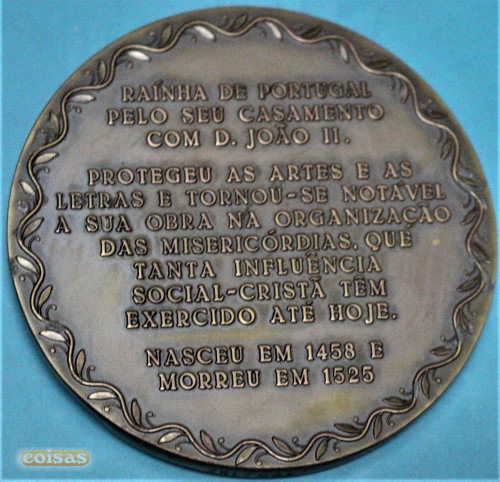 RAÍNHA DE PORTUGAL
PELO SEU CASAMENTO
COM D. JOÃO II.
PROTEGEU AS ARTES E AS
LETRAS E TORNOU-SE NOTÁVEL
A SUA OBRA NA ORGANIZAÇÃO
DAS MISERICÓRDIAS, QUE
TANTA INFLUÊNCIA
SOCIAL-CRISTÃ TÊM
EXERCIDO ATÉ HOJE.
NASCEU EM 1458 E
MORREU EM 1525
coisas